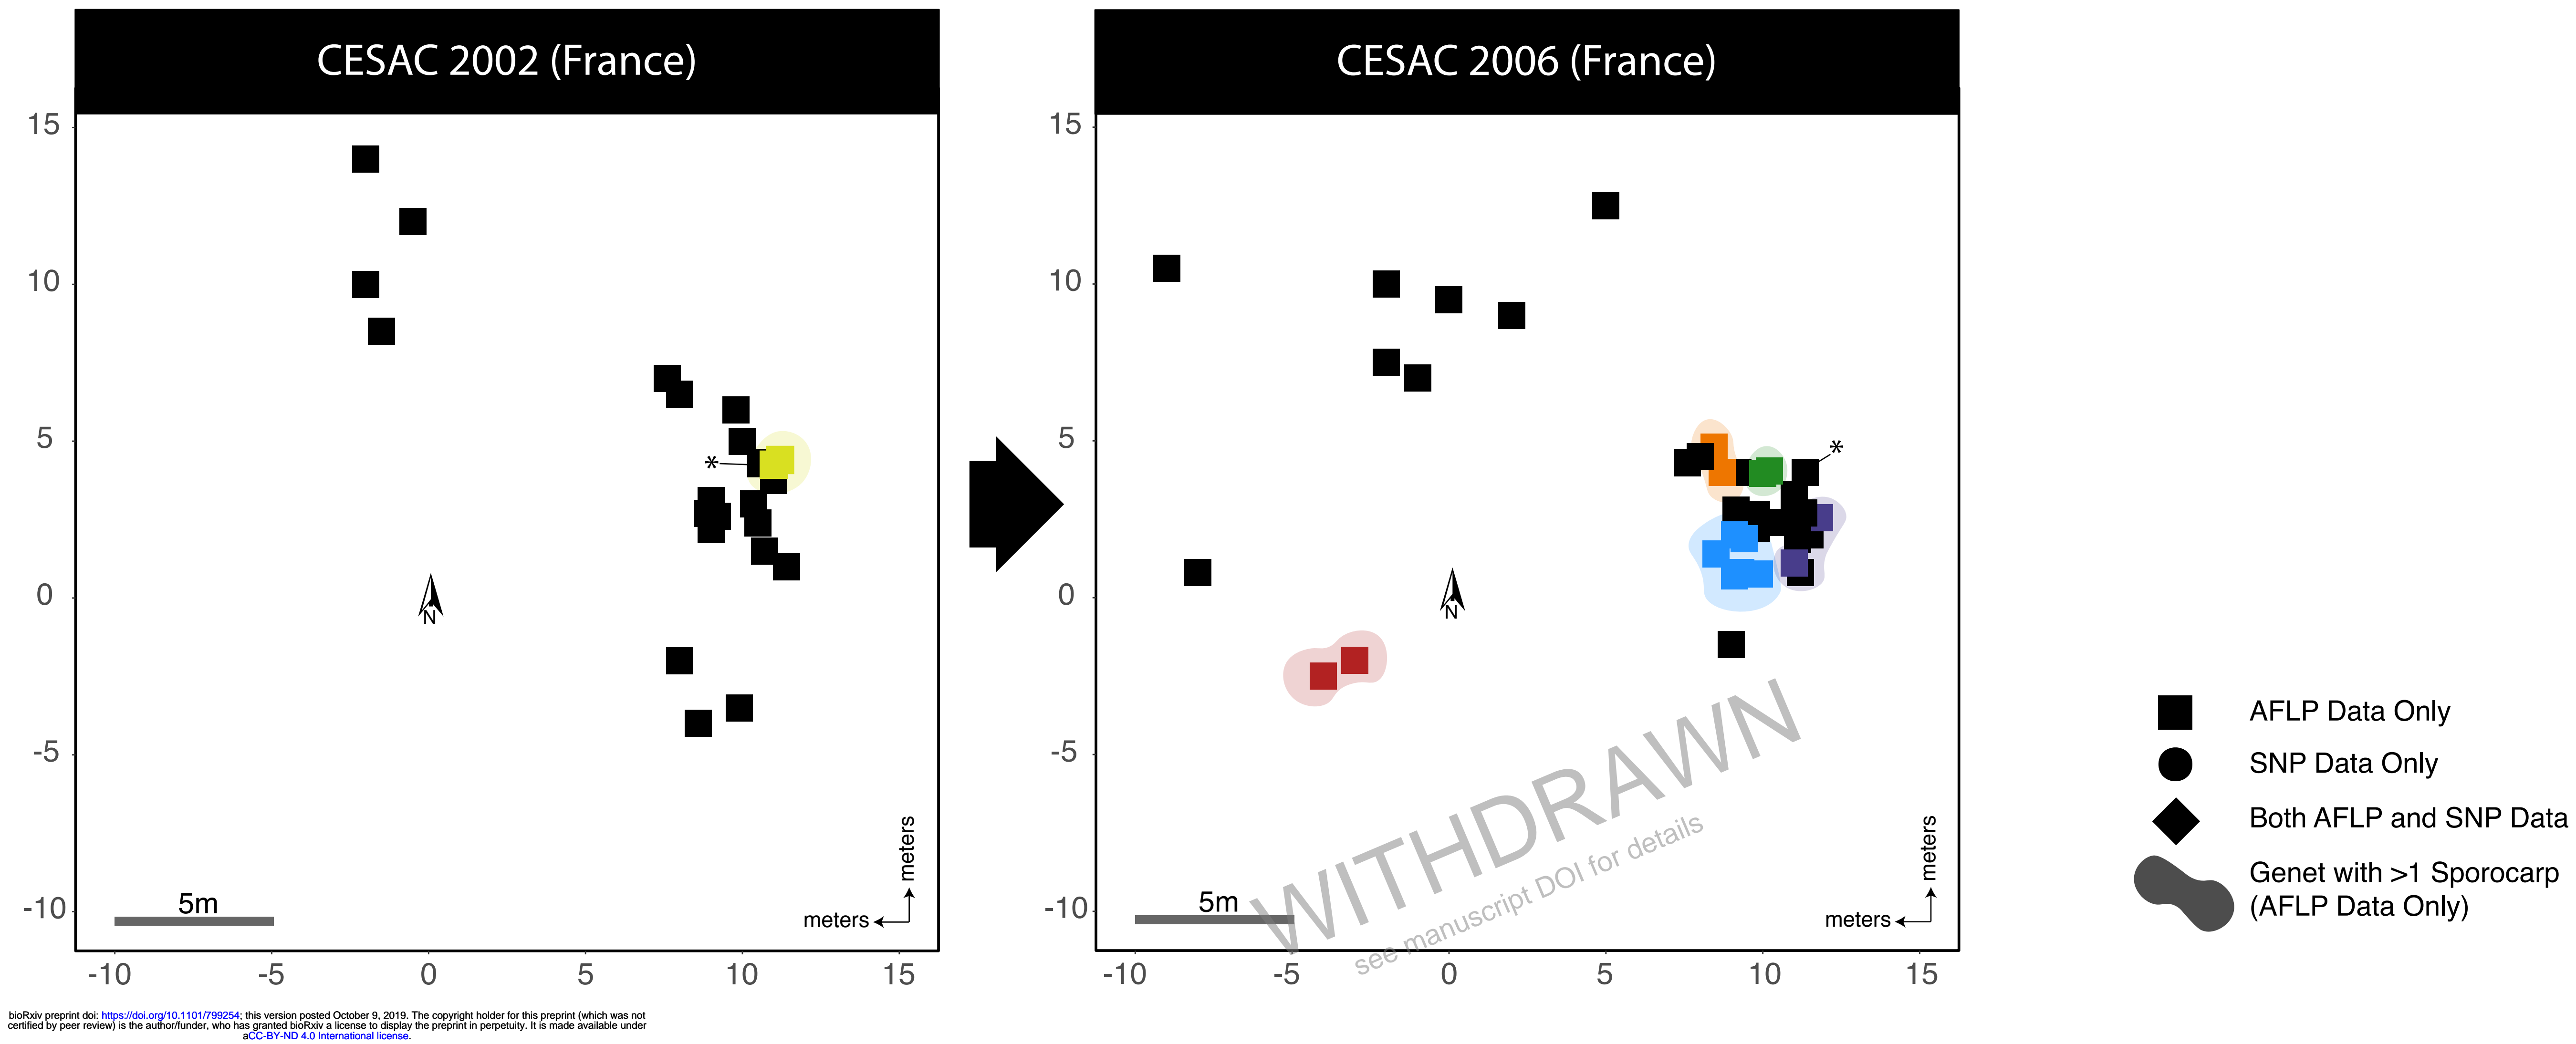 CESAC 2002 (France)
15
10
5
0
-5
-10
*
N
5m
meters
meters
-10 -5 0 5 10 15
CESAC 2006 (France)
15
10
5
0
-5
-10
*
N
5m
meters
meters
-10 -5 0 5 10 15
WITHDRAWN
see manuscript DOI for details
AFLP Data Only
SNP Data Only
Both AFLP and SNP Data
Genet with >1 Sporocarp
(AFLP Data Only)
bioRxiv preprint doi: https://doi.org/10.1101/799254; this version posted October 9, 2019. The copyright holder for this preprint (which was not
certified by peer review) is the author/funder, who has granted bioRxiv a license to display the preprint in perpetuity. It is made available under
aCC-BY-ND 4.0 International license.